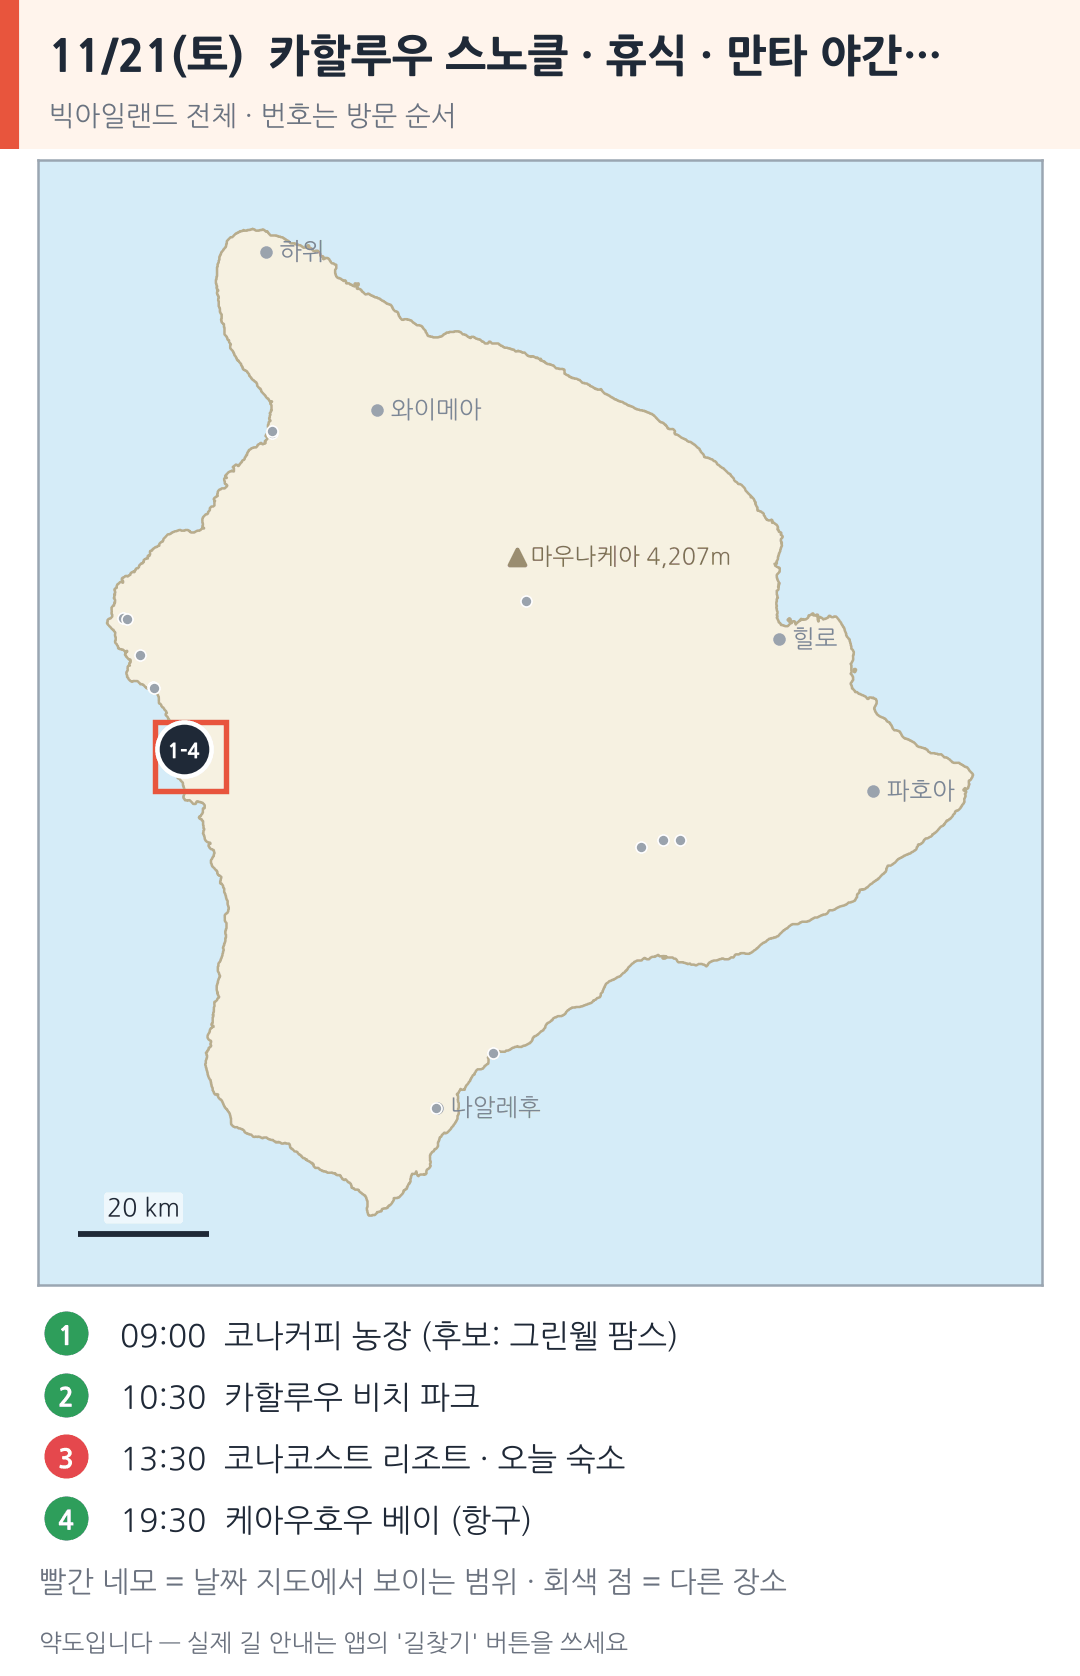 11/21(토) 카할루우 스노클 · 휴식 · 만타 야간…
빅아일랜드 전체 · 번호는 방문 순서
하위
와이메아
마우나케아 4,207m
힐로
1-4
파호아
나알레후
20 km
1 09:00 코나커피 농장 (후보: 그린웰 팜스)
2 10:30 카할루우 비치 파크
3 13:30 코나코스트 리조트 · 오늘 숙소
4 19:30 케아우호우 베이 (항구)
빨간 네모 = 날짜 지도에서 보이는 범위 · 회색 점 = 다른 장소
약도입니다 — 실제 길 안내는 앱의 '길찾기' 버튼을 쓰세요